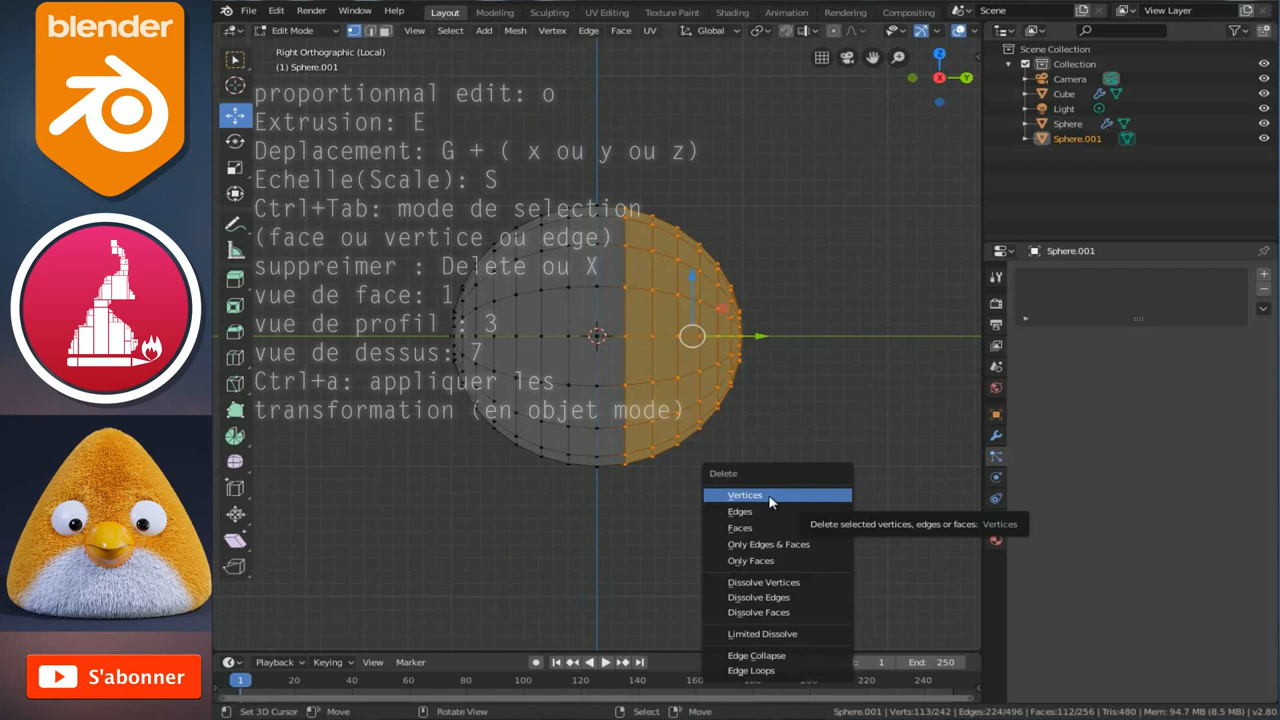 blender
S'abonner
File Edit Render Window Help
Layout Modeling Sculpting UV Editing Texture Paint Shading Animation Rendering Compositing
Scene
View Layer
Edit Mode
View Select Add Mesh Vertex Edge Face UV
Global
Right Orthographic (Local)
(1) Sphere.001
proportionnal edit: o
Extrusion: E
Deplacement: G + ( x ou y ou z)
Echelle(Scale): S
Ctrl+Tab: mode de selection
(face ou vertice ou edge)
suppreimer : Delete ou X
vue de face: 1
vue de profil : 3
vue de dessus: 7
Ctrl+a: appliquer les
transformation (en objet mode)
Z
Y
X
Delete
Vertices
Edges
Faces
Only Edges & Faces
Only Faces
Dissolve Vertices
Dissolve Edges
Dissolve Faces
Limited Dissolve
Edge Collapse
Edge Loops
Delete selected vertices, edges or faces: Vertices
Scene Collection
Collection
Camera
Cube
Light
Sphere
Sphere.001
Sphere.001
Playback Keying View Marker
1 End: 250
1 20 40 60 80 100 120 140 160 180 200 220 240
Set 3D Cursor Move Rotate View Select Move
Sphere.001 | Verts:113/242 | Edges:224/496 | Faces:112/256 | Tris:480 | Mem: 94.7 MB (8.5 MB) | v2.80